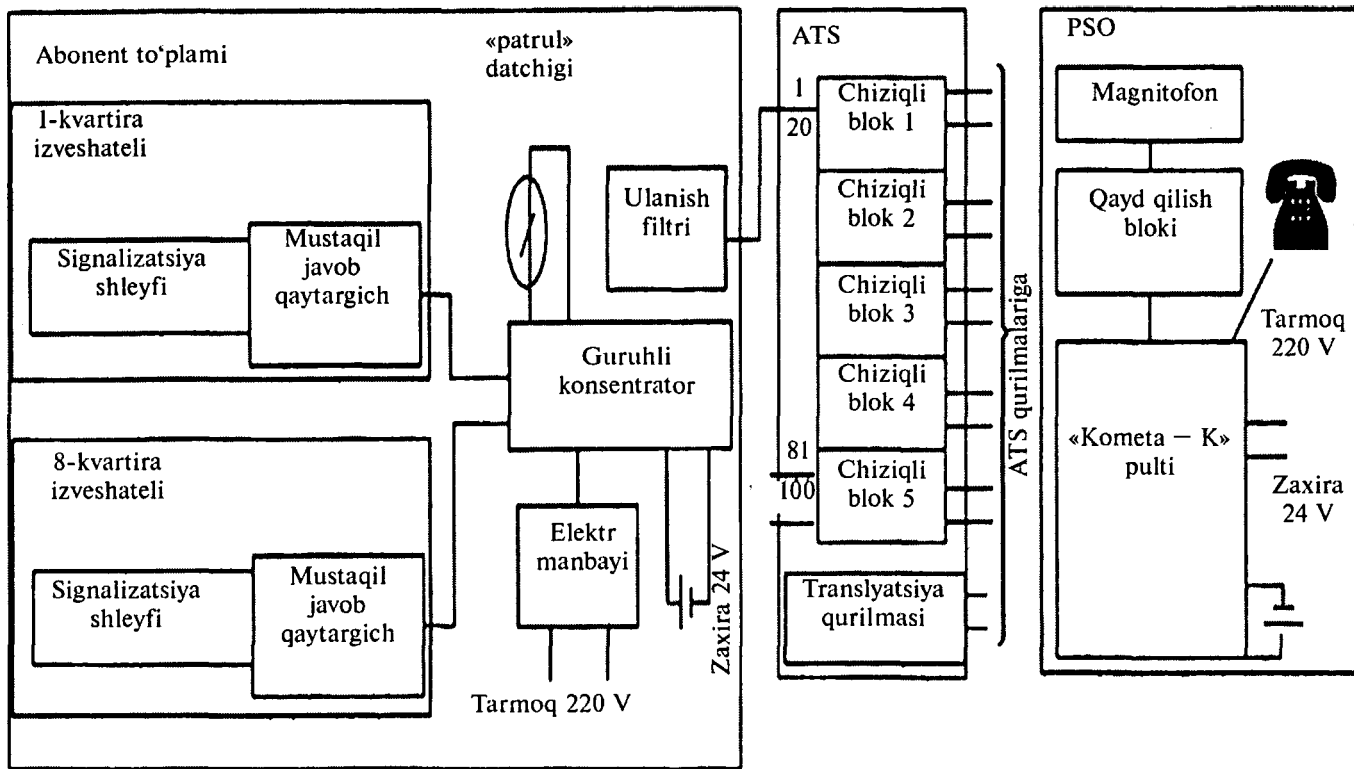 Abonent to‘plami
«patrul»
datchigi
1-kvartira
izveshateli
Signalizatsiya
shleyfi
Mustaqil
javob
qaytargich
8-kvartira
izveshateli
Signalizatsiya
shleyfi
Mustaqil
javob
qaytargich
Ulanish
filtri
Guruhli
konsentrator
Elektr
manbayi
Tarmoq 220 V
Zaxira 24 V
ATS
1
20
Chiziqli
blok 1
Chiziqli
blok 2
Chiziqli
blok 3
Chiziqli
blok 4
81
100
Chiziqli
blok 5
Translyatsiya
qurilmasi
ATS qurilmalariga
PSO
Magnitofon
Qayd qilish
bloki
Tarmoq
220 V
«Kometa – K»
pulti
Zaxira
24 V